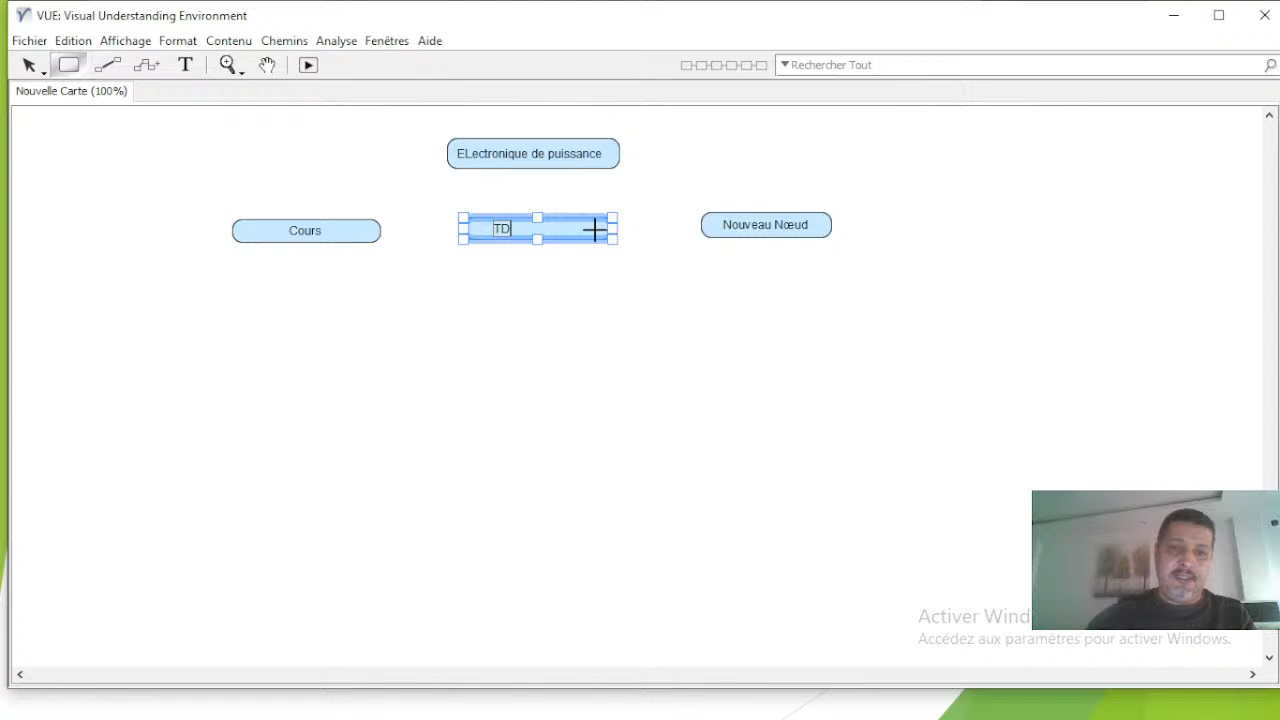 VUE: Visual Understanding Environment
Fichier Edition Affichage Format Contenu Chemins Analyse Fenêtres Aide
T
Rechercher Tout
Nouvelle Carte (100%)
ELectronique de puissance
Cours
TD
Nouveau Nœud
Activer Wind
Accédez aux paramètres pour activer Windows.